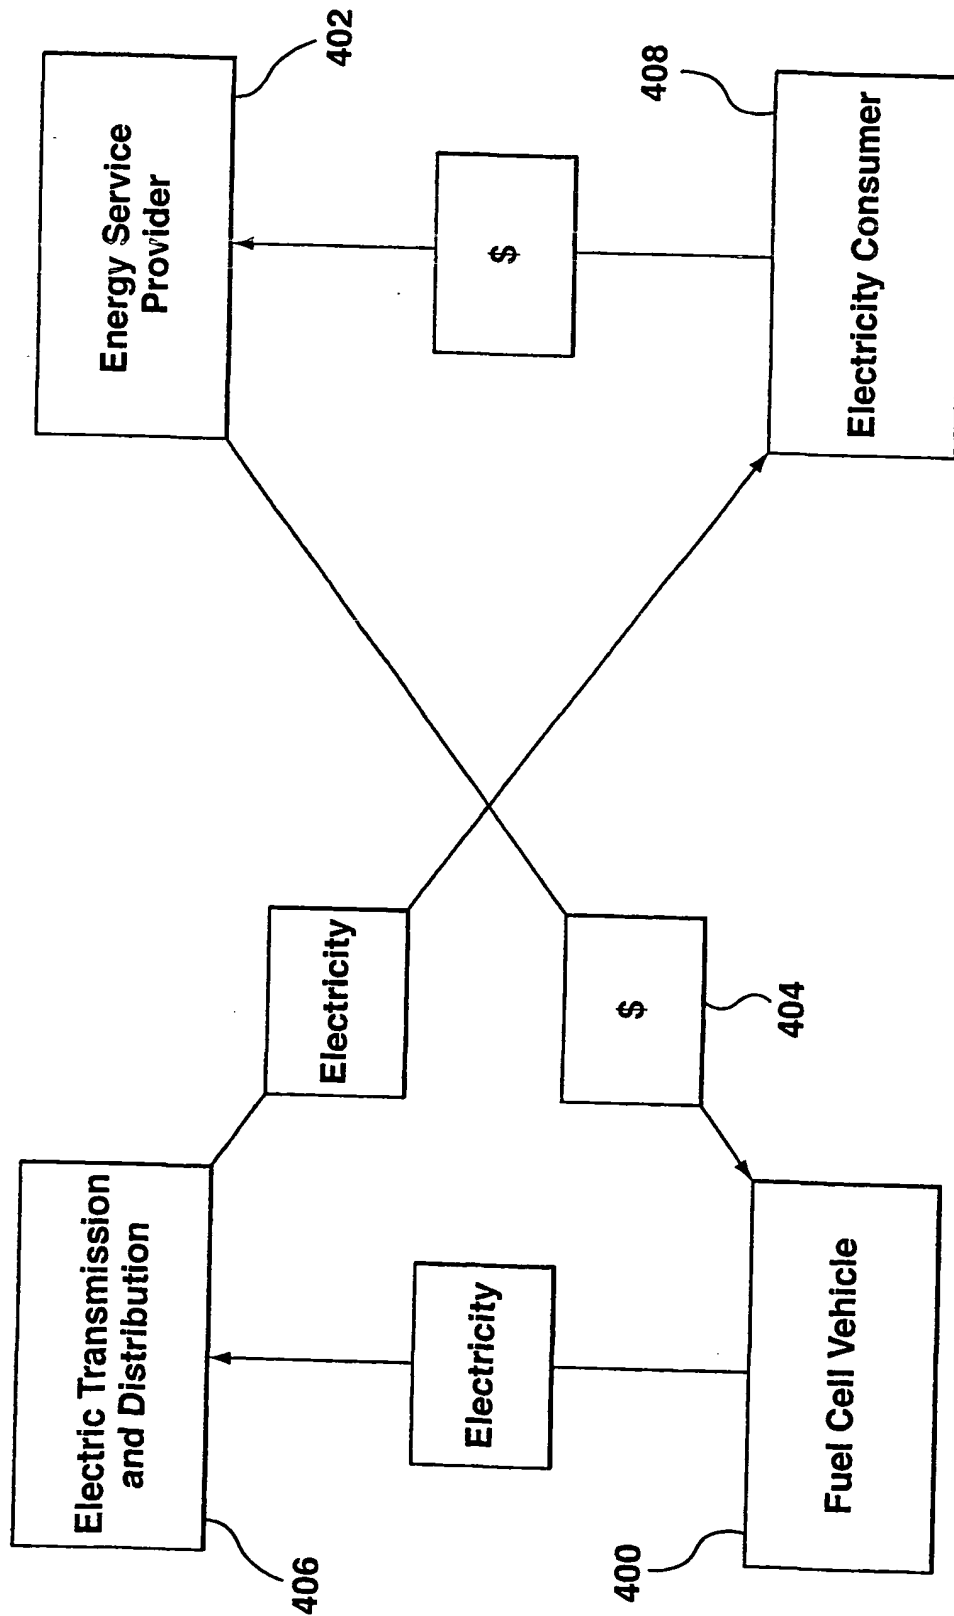 Electric Transmission
and Distribution
406
Energy Service
Provider
402
Electricity
Electricity
$
404
$
Fuel Cell Vehicle
400
Electricity Consumer
408